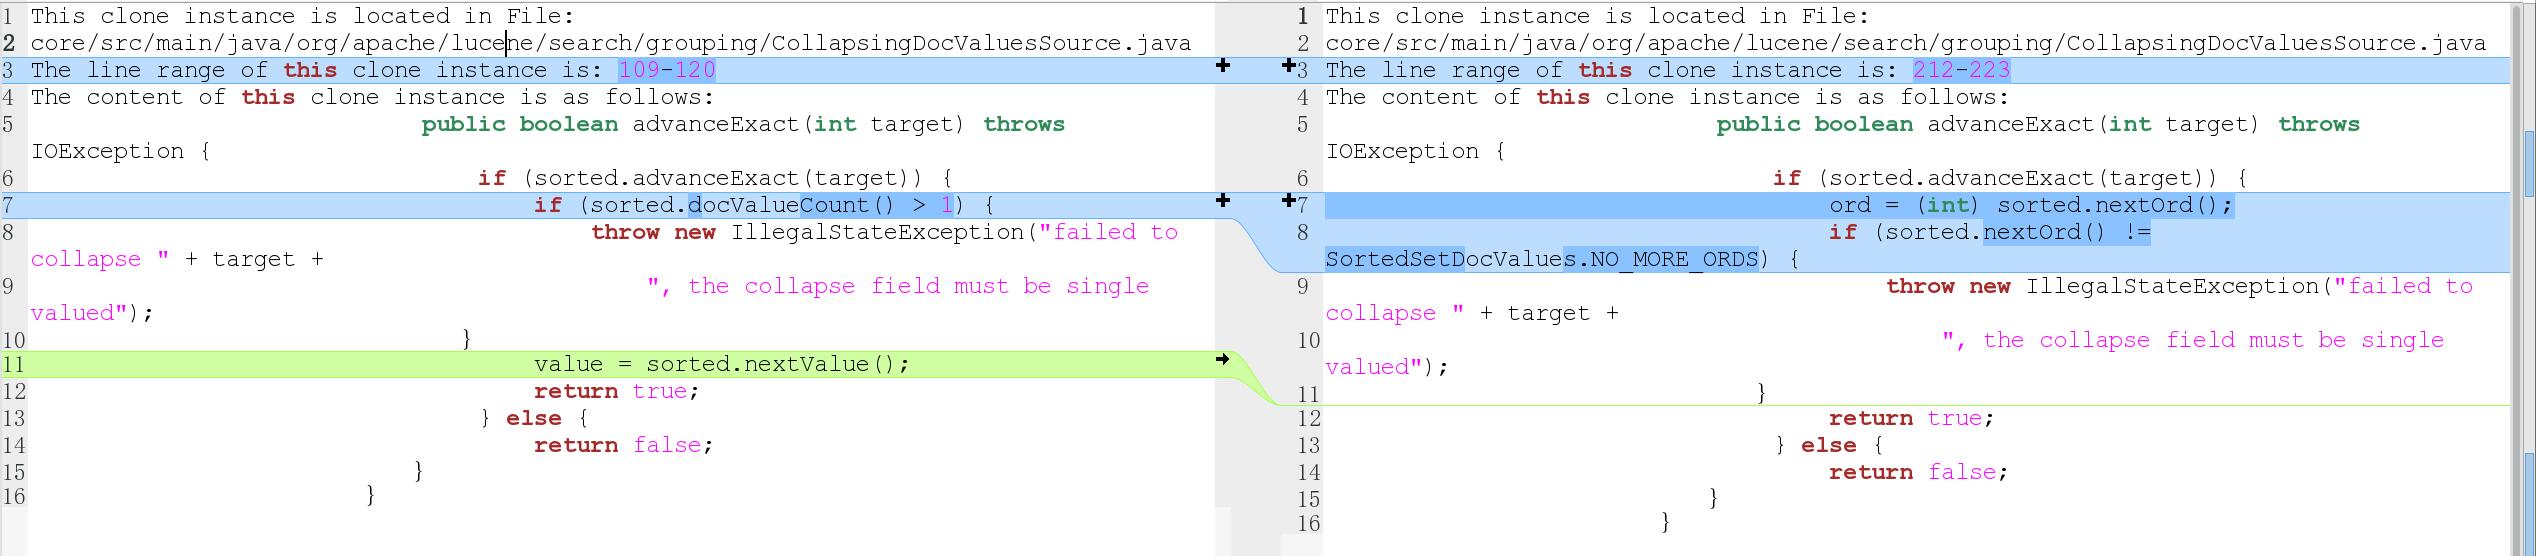 1 This clone instance is located in File:
2 core/src/main/java/org/apache/lucene/search/grouping/CollapsingDocValuesSource.java
3 The line range of this clone instance is: 109-120
4 The content of this clone instance is as follows:
5 public boolean advanceExact(int target) throws
IOException {
6 if (sorted.advanceExact(target)) {
7 if (sorted.docValueCount() > 1) {
8 throw new IllegalStateException("failed to
collapse " + target +
9 ", the collapse field must be single
valued");
10 }
11 value = sorted.nextValue();
12 return true;
13 } else {
14 return false;
15 }
16 }
1 This clone instance is located in File:
2 core/src/main/java/org/apache/lucene/search/grouping/CollapsingDocValuesSource.java
3 The line range of this clone instance is: 212-223
4 The content of this clone instance is as follows:
5 public boolean advanceExact(int target) throws
IOException {
6 if (sorted.advanceExact(target)) {
7 ord = (int) sorted.nextOrd();
8 if (sorted.nextOrd() !=
SortedSetDocValues.NO_MORE_ORDS) {
9 throw new IllegalStateException("failed to
collapse " + target +
10 ", the collapse field must be single
valued");
11 }
12 return true;
13 } else {
14 return false;
15 }
16 }